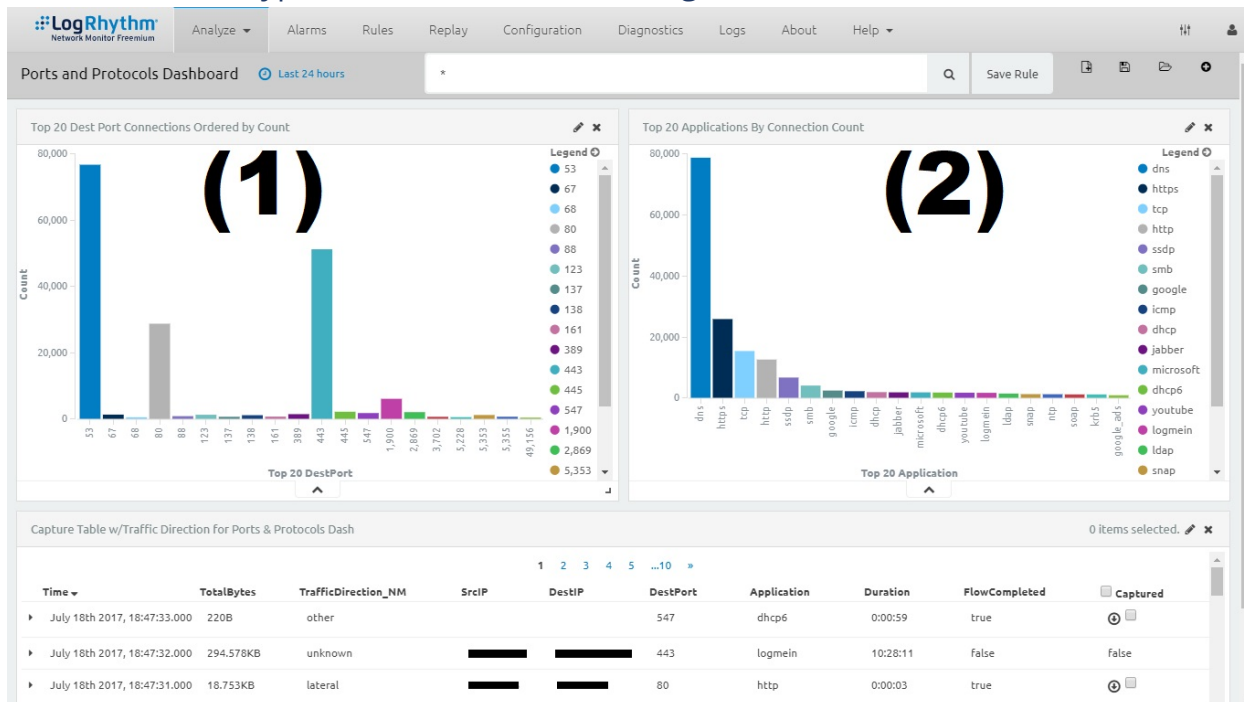 LogRhythm
Network Monitor Freemium
Analyze Alarms Rules Replay Configuration Diagnostics Logs About Help
Ports and Protocols Dashboard Last 24 hours * Save Rule
Top 20 Dest Port Connections Ordered by Count
(1)
80,000
60,000
40,000
20,000
0
Count
53 67 68 80 88 123 137 138 161 389 443 445 547 1,900 2,869 3,702 5,228 5,353 5,355 49,156
Top 20 DestPort
Legend
53
67
68
80
88
123
137
138
161
389
443
445
547
1,900
2,869
5,353
Top 20 Applications By Connection Count
(2)
80,000
60,000
40,000
20,000
0
Count
dns https tcp http ssdp smb google icmp dhcp jabber microsoft dhcp6 youtube logmein ldap snap ntp soap krb5 google_ads
Top 20 Application
Legend
dns
https
tcp
http
ssdp
smb
google
icmp
dhcp
jabber
microsoft
dhcp6
youtube
logmein
ldap
snap
Capture Table w/Traffic Direction for Ports & Protocols Dash 0 items selected.
1 2 3 4 5 ...10 »
Time TotalBytes TrafficDirection_NM SrcIP DestIP DestPort Application Duration FlowCompleted Captured
July 18th 2017, 18:47:33.000 220B other 547 dhcp6 0:00:59 true
July 18th 2017, 18:47:32.000 294.578KB unknown 443 logmein 10:28:11 false false
July 18th 2017, 18:47:31.000 18.753KB lateral 80 http 0:00:03 true